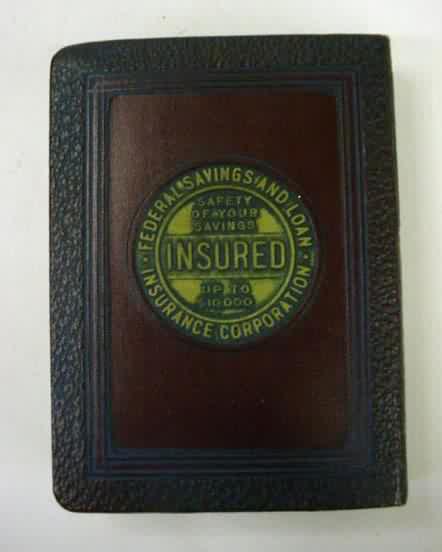 FEDERAL SAVINGS AND LOAN
SAFETY
OF YOUR
SAVINGS
INSURED
UP TO
$10,000
INSURANCE CORPORATION